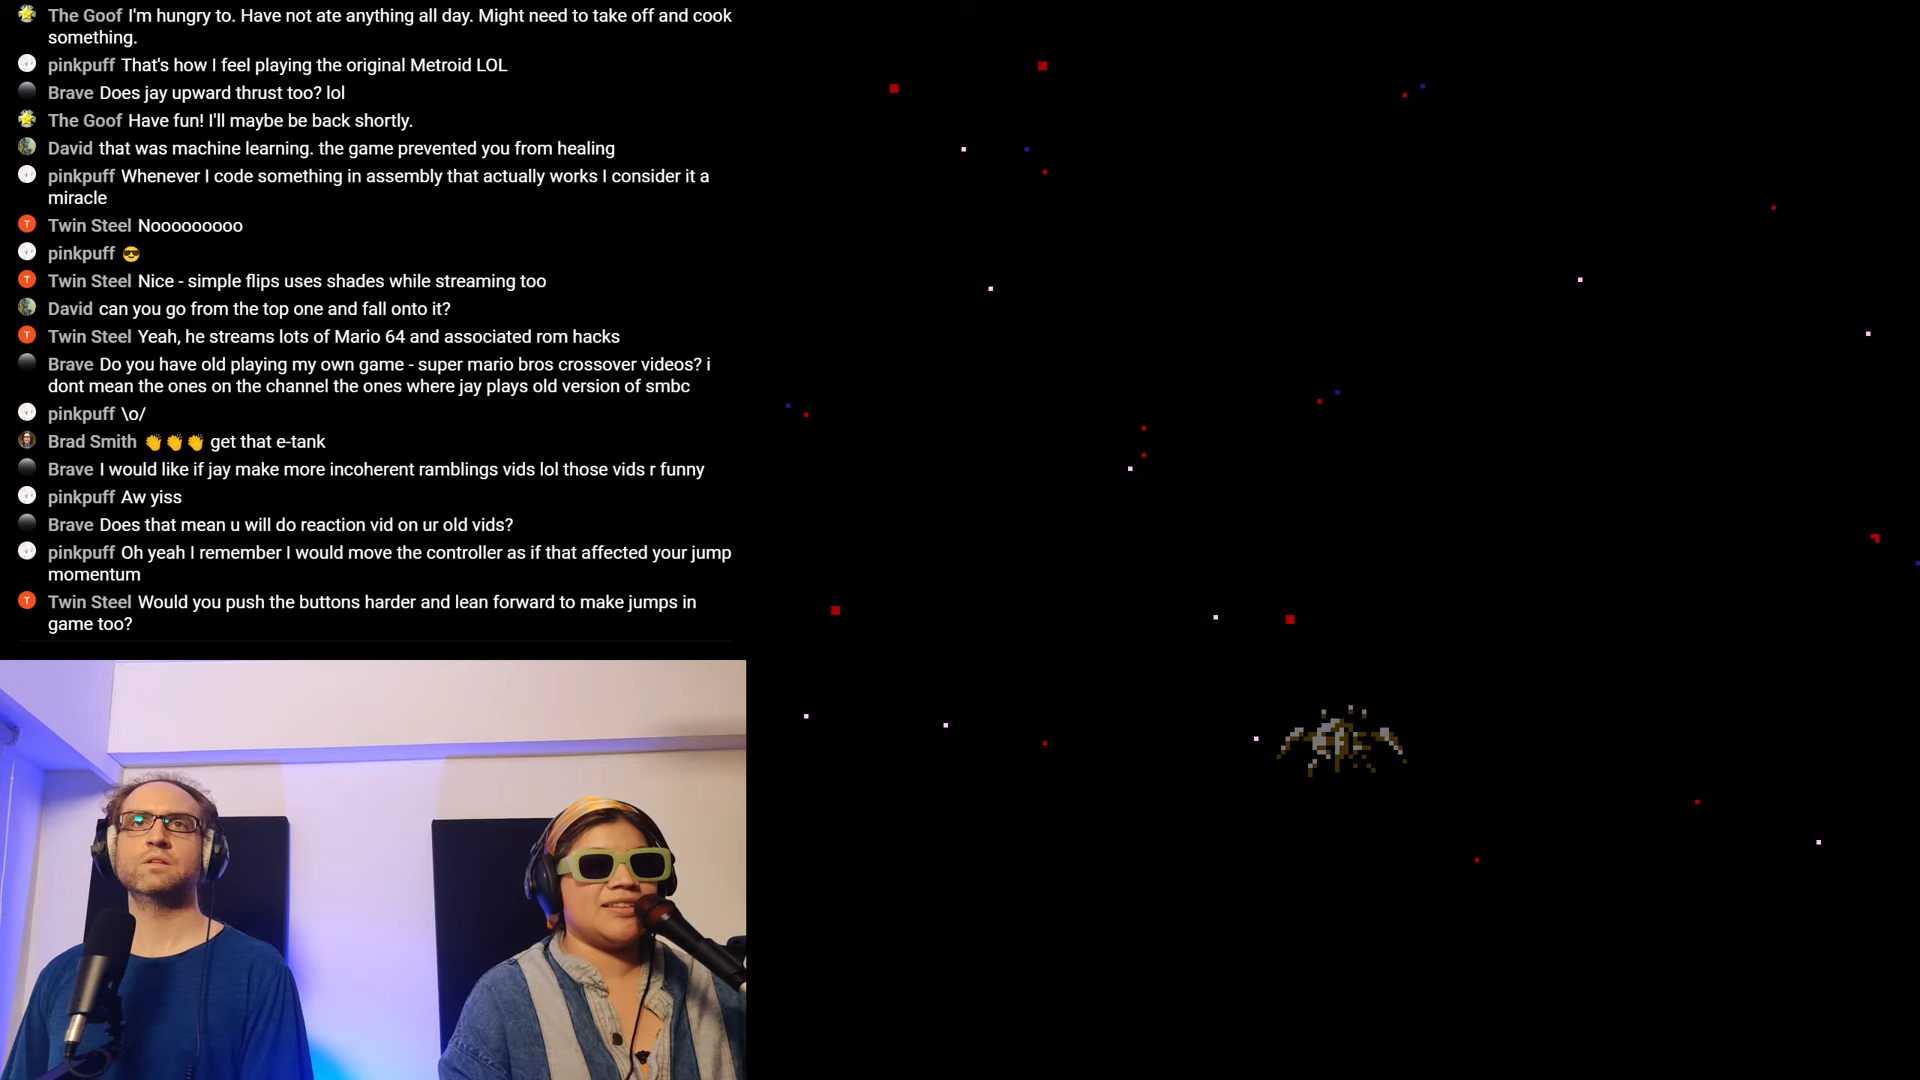 The Goof I'm hungry to. Have not ate anything all day. Might need to take off and cook
something.
pinkpuff That's how I feel playing the original Metroid LOL
Brave Does jay upward thrust too? lol
The Goof Have fun! I'll maybe be back shortly.
David that was machine learning. the game prevented you from healing
pinkpuff Whenever I code something in assembly that actually works I consider it a
miracle
T Twin Steel Nooooooooo
pinkpuff 😎
T Twin Steel Nice - simple flips uses shades while streaming too
David can you go from the top one and fall onto it?
T Twin Steel Yeah, he streams lots of Mario 64 and associated rom hacks
Brave Do you have old playing my own game - super mario bros crossover videos? i
dont mean the ones on the channel the ones where jay plays old version of smbc
pinkpuff \o/
Brad Smith 👏👏👏 get that e-tank
Brave I would like if jay make more incoherent ramblings vids lol those vids r funny
pinkpuff Aw yiss
Brave Does that mean u will do reaction vid on ur old vids?
pinkpuff Oh yeah I remember I would move the controller as if that affected your jump
momentum
T Twin Steel Would you push the buttons harder and lean forward to make jumps in
game too?